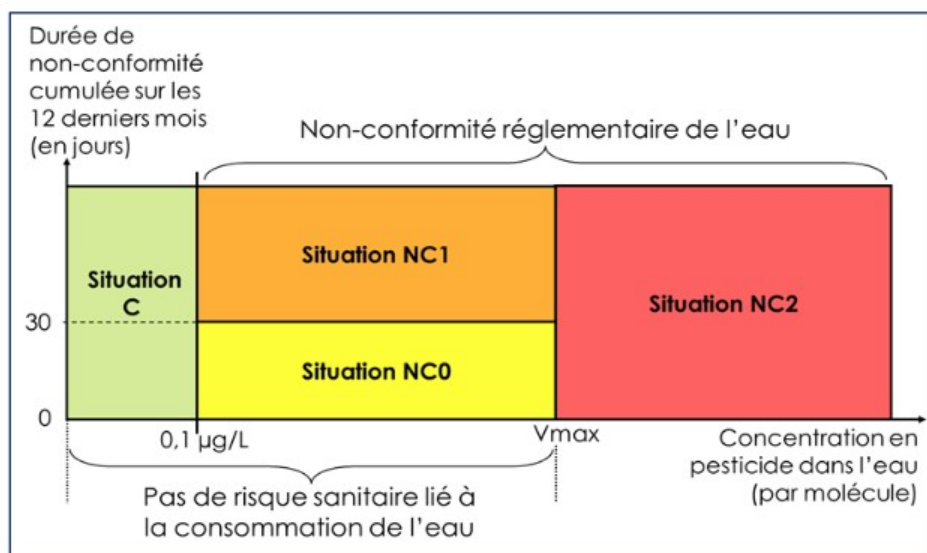 Durée de
non-conformité
cumulée sur les
12 derniers mois
(en jours)
Non-conformité réglementaire de l'eau
Situation
C
Situation NC1
Situation NC2
30
Situation NC0
0
0,1 µg/L
Vmax
Concentration en
pesticide dans l'eau
(par molécule)
Pas de risque sanitaire lié à
la consommation de l'eau